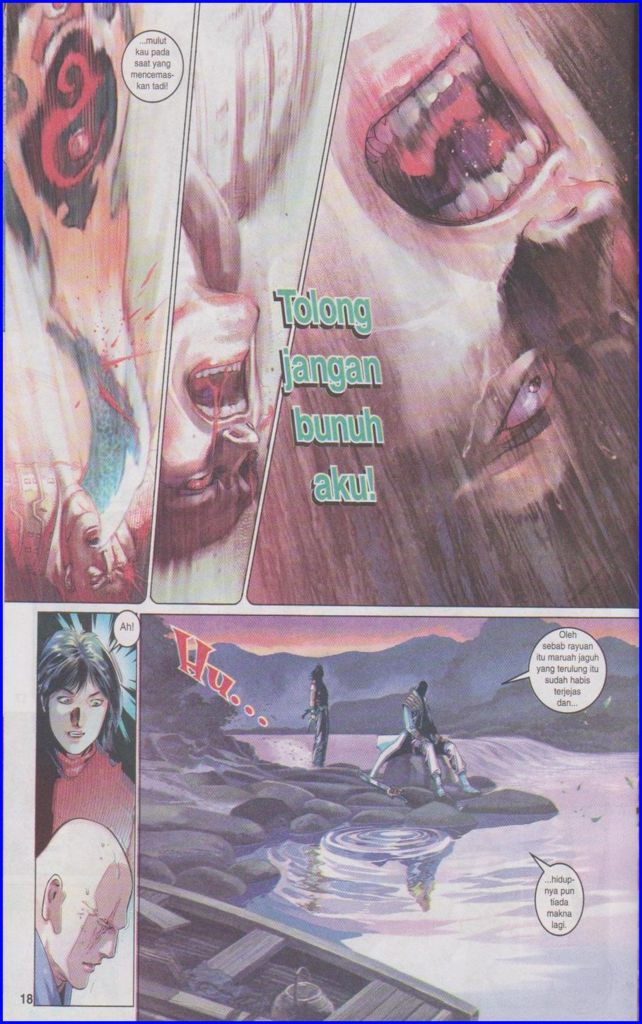 ...mulut
kau pada
saat yang
mencemas-
kan tadi!
Tolong
jangan
bunuh
aku!
Ah!
Hu...
Oleh
sebab rayuan
itu maruah jaguh
yang terulung itu
sudah habis
terjejas
dan...
...hidup-
nya pun
tiada
makna
lagi.
18